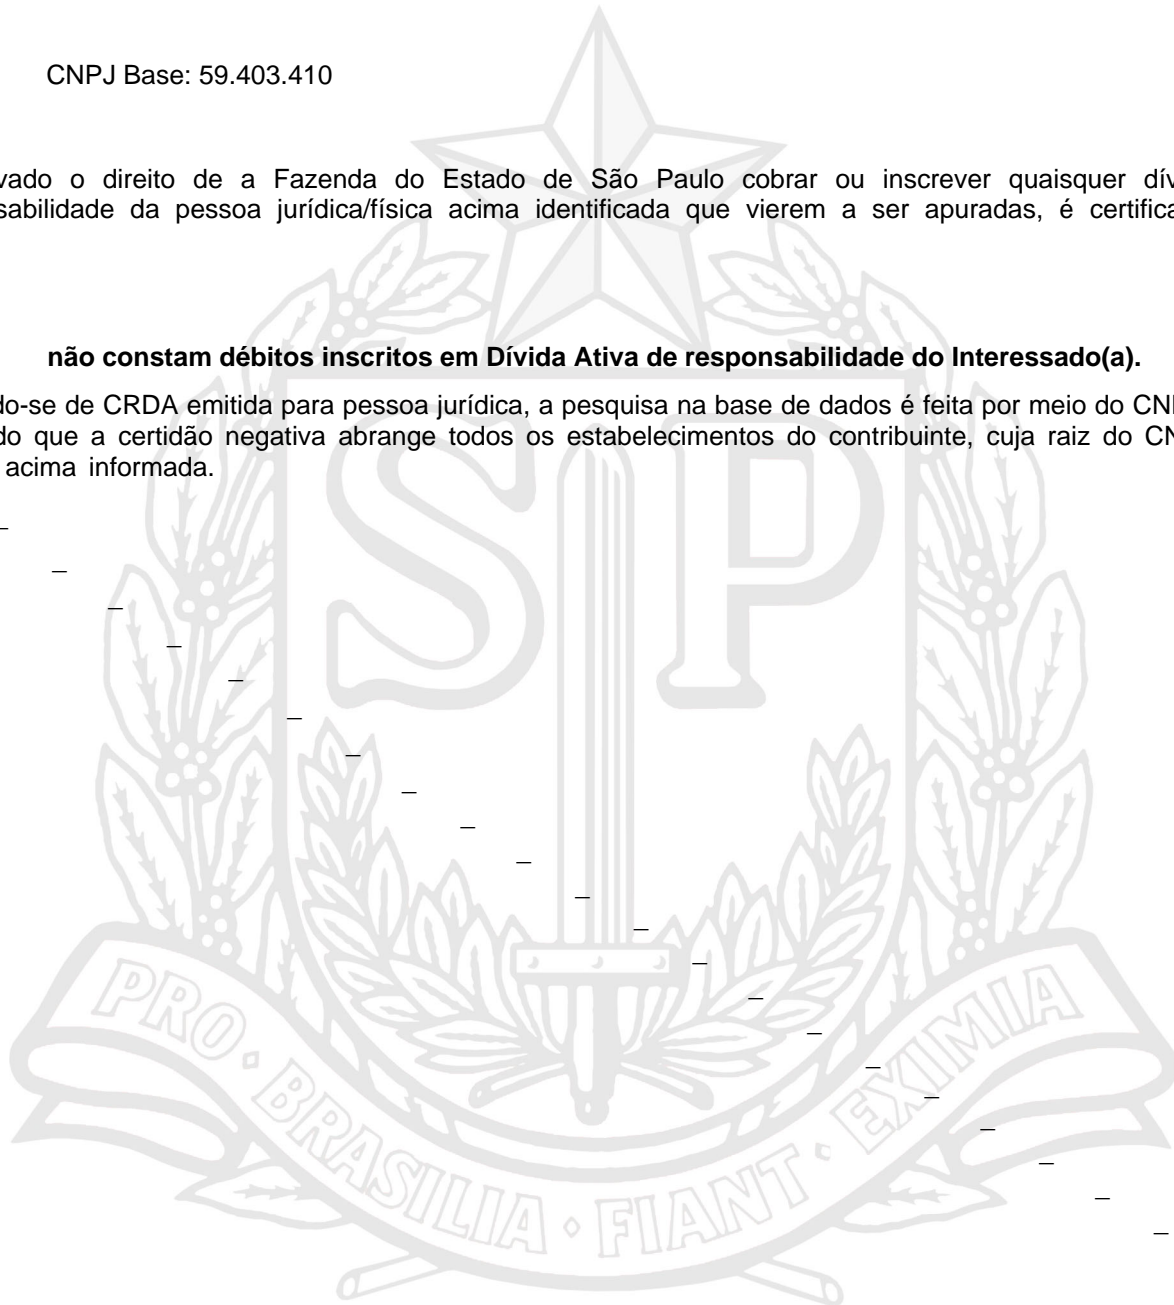 CNPJ Base: 59.403.410
vado o direito de a Fazenda do Estado de São Paulo cobrar ou inscrever quaisquer dív
sabilidade da pessoa jurídica/física acima identificada que vierem a ser apuradas, é certifica
não constam débitos inscritos em Dívida Ativa de responsabilidade do Interessado(a).
do-se de CRDA emitida para pessoa jurídica, a pesquisa na base de dados é feita por meio do CN
do que a certidão negativa abrange todos os estabelecimentos do contribuinte, cuja raiz do CN
acima informada.
SP
PRO · BRASILIA · FIANT · EXIMIA